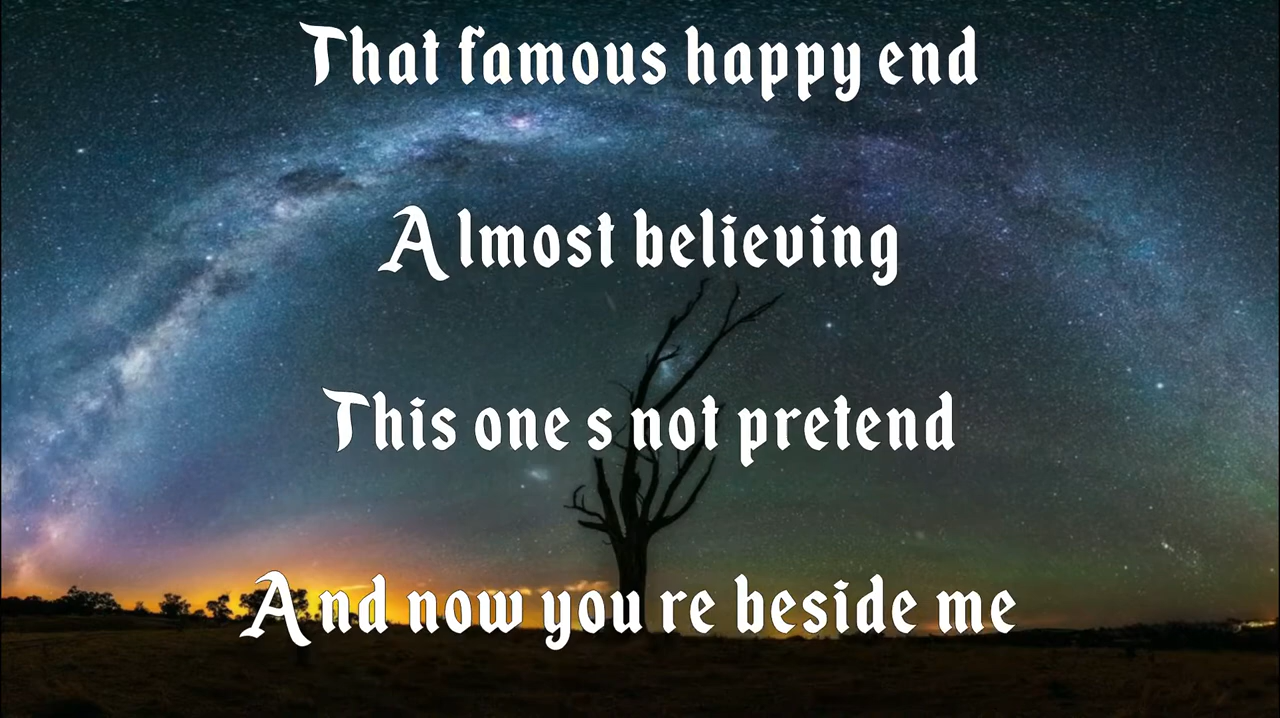 That famous happy end
Almost believing
This one s not pretend
And now you re beside me